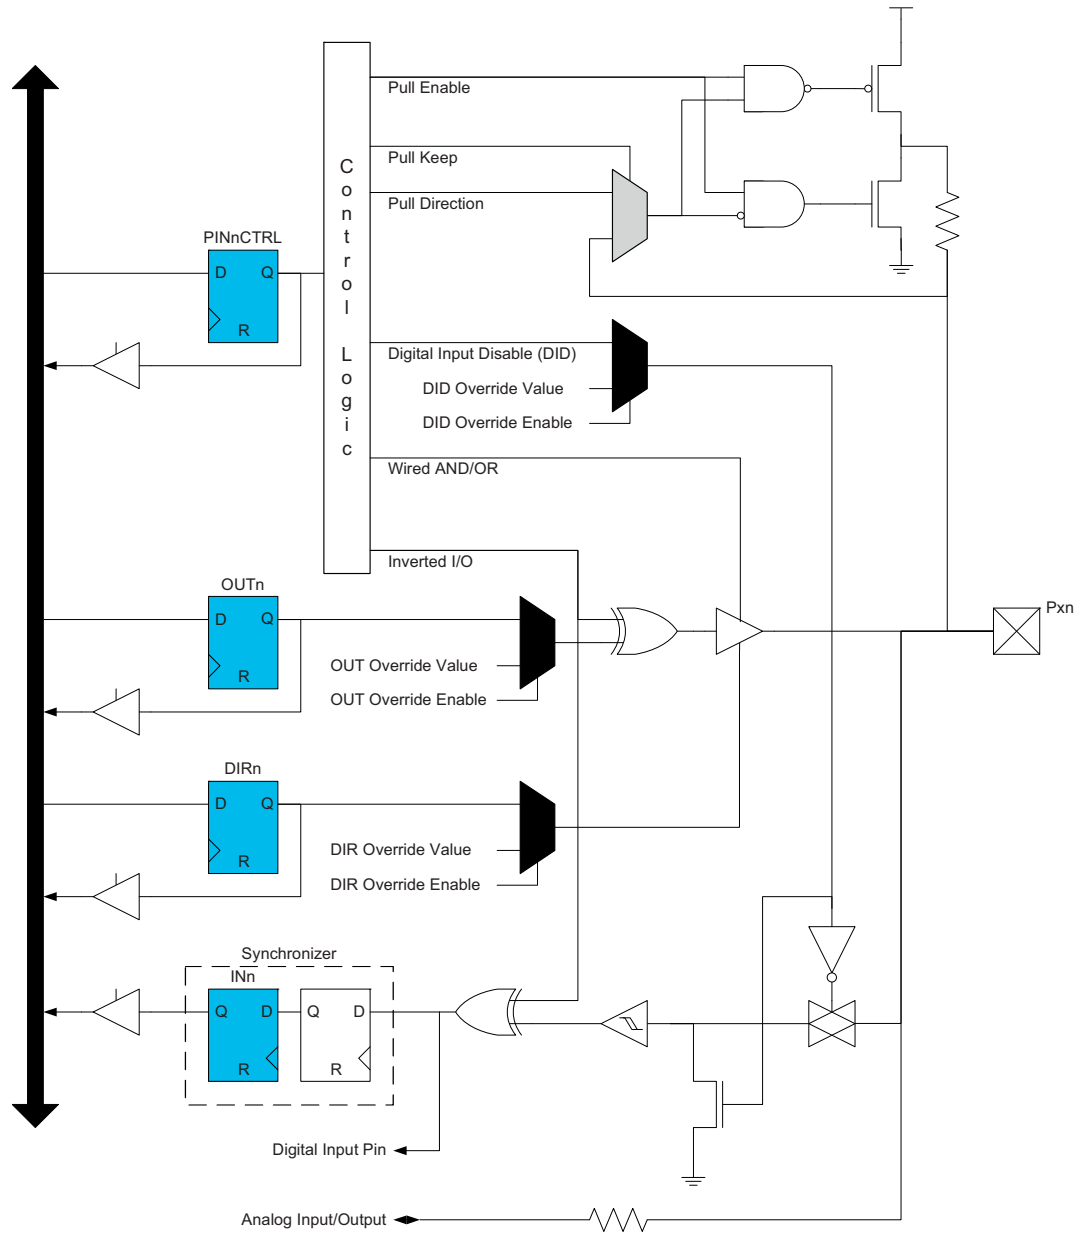 Pull Enable
Pull Keep
Control Logic
Pull Direction
PINnCTRL
D Q
R
Digital Input Disable (DID)
DID Override Value
DID Override Enable
Wired AND/OR
Inverted I/O
OUTn
Pxn
D Q
R
OUT Override Value
OUT Override Enable
DIRn
D Q
R
DIR Override Value
DIR Override Enable
Synchronizer
INn
Q D Q D
R R
Digital Input Pin
Analog Input/Output